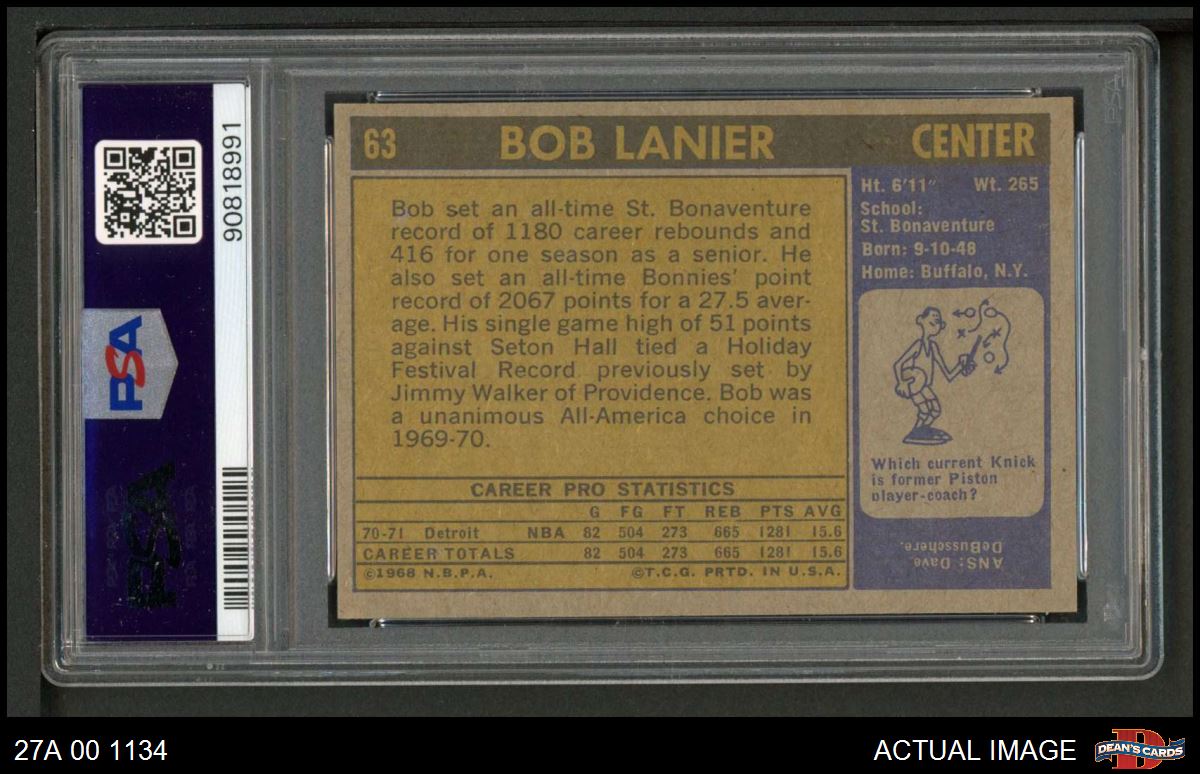 90818991
PSA
PSA
63 BOB LANIER CENTER
Bob set an all-time St. Bonaventure
record of 1180 career rebounds and
416 for one season as a senior. He
also set an all-time Bonnies' point
record of 2067 points for a 27.5 aver-
age. His single game high of 51 points
against Seton Hall tied a Holiday
Festival Record previously set by
Jimmy Walker of Providence. Bob was
a unanimous All-America choice in
1969-70.
CAREER PRO STATISTICS
G FG FT REB PTS AVG
70-71 Detroit NBA 82 504 273 665 1281 15.6
CAREER TOTALS 82 504 273 665 1281 15.6
©1968 N.B.P.A. ©T.C.G. PRTD. IN U.S.A.
Ht. 6'11" Wt. 265
School:
St. Bonaventure
Born: 9-10-48
Home: Buffalo, N.Y.
Which current Knick
is former Piston
player-coach?
ANS: Dave
DeBusschere.
27A 00 1134
ACTUAL IMAGE
DEAN'S CARDS